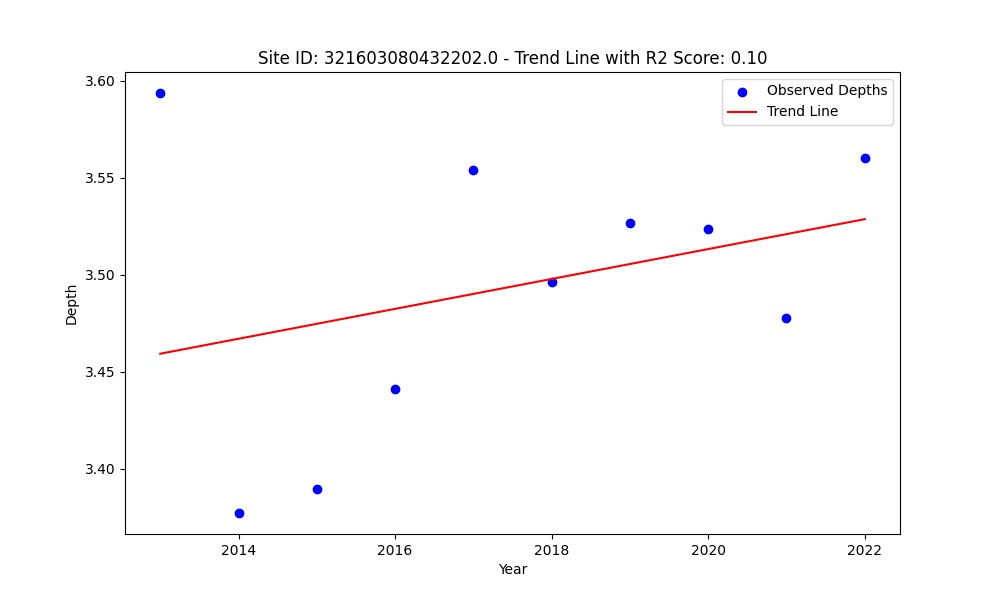 Site ID: 321603080432202.0 - Trend Line with R2 Score: 0.10
Observed Depths
Trend Line
3.60
3.55
3.50
3.45
3.40
Depth
2014
2016
2018
2020
2022
Year